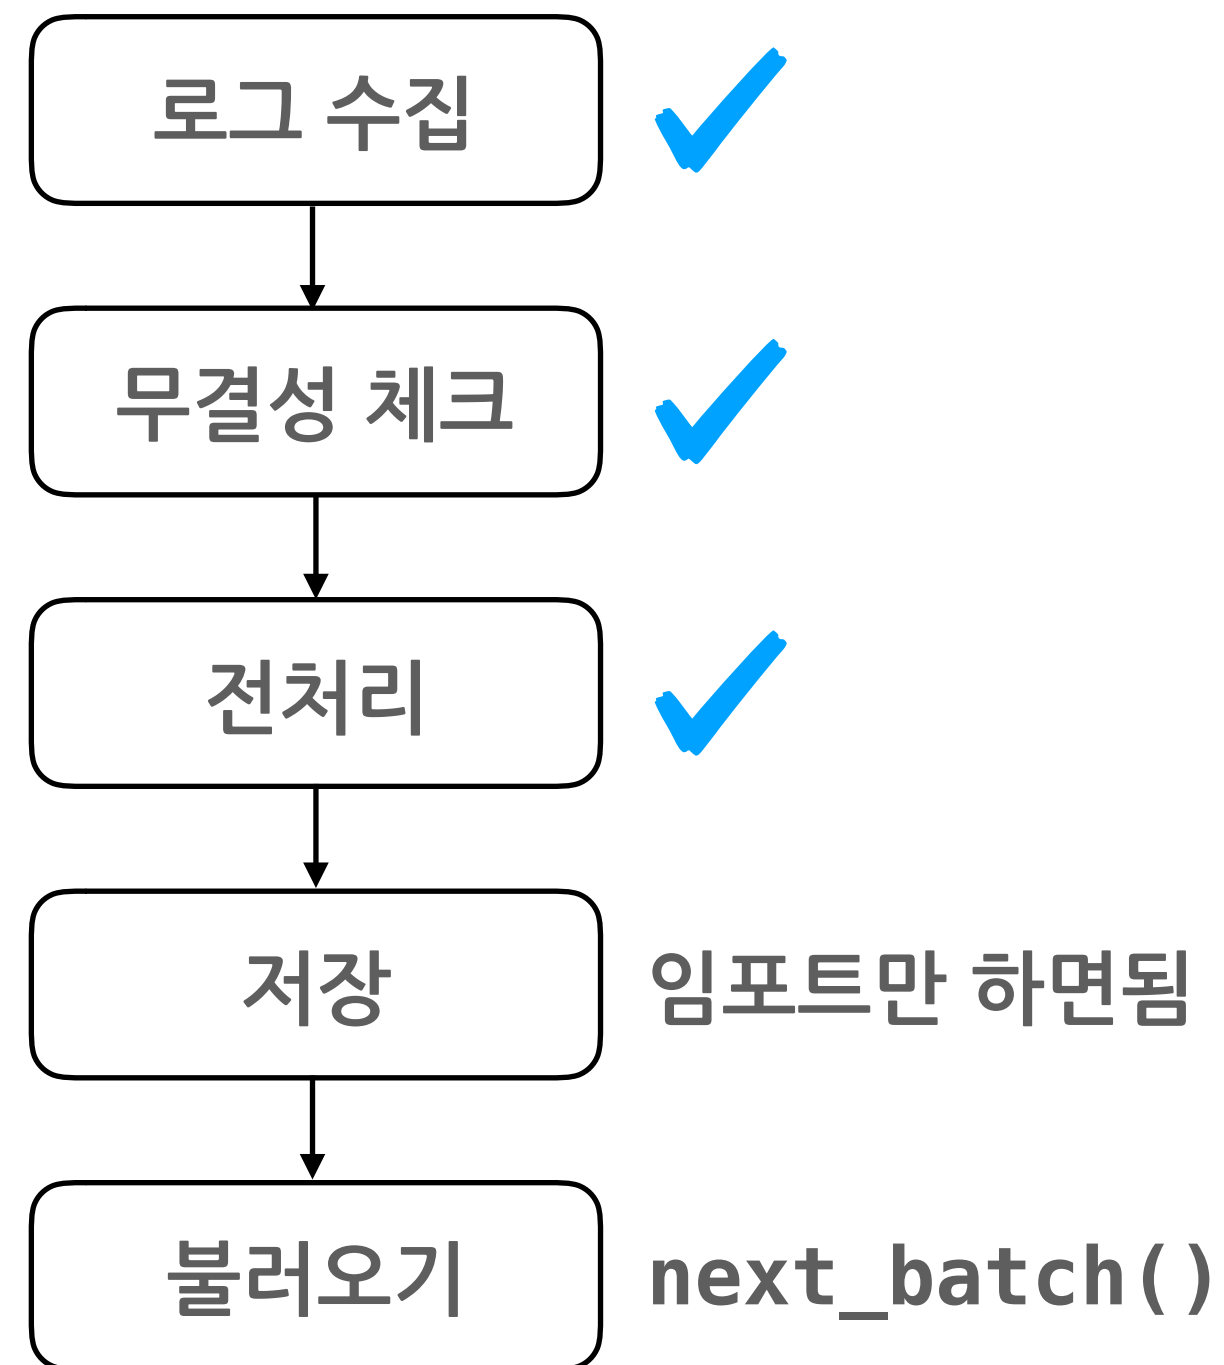 로그 수집
무결성 체크
전처리
저장
임포트만 하면됨
불러오기
next_batch()